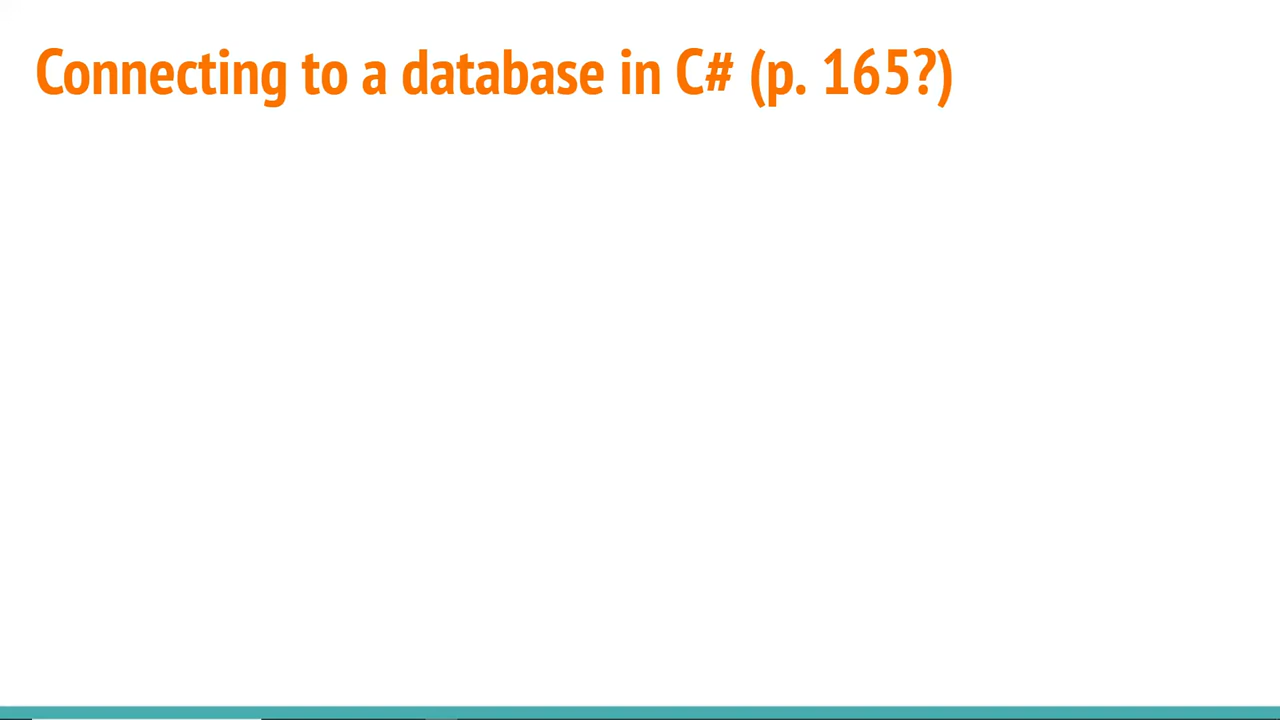 Connecting to a database in C# (p. 165?)